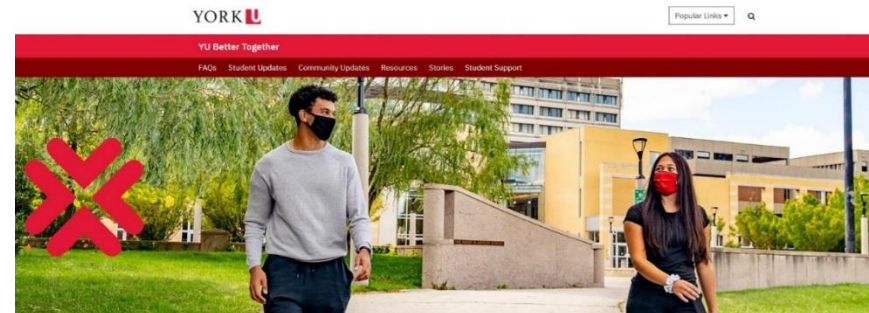 YORK U
Popular Links
YU Better Together
FAQs Student Updates Community Updates Resources Stories Student Support